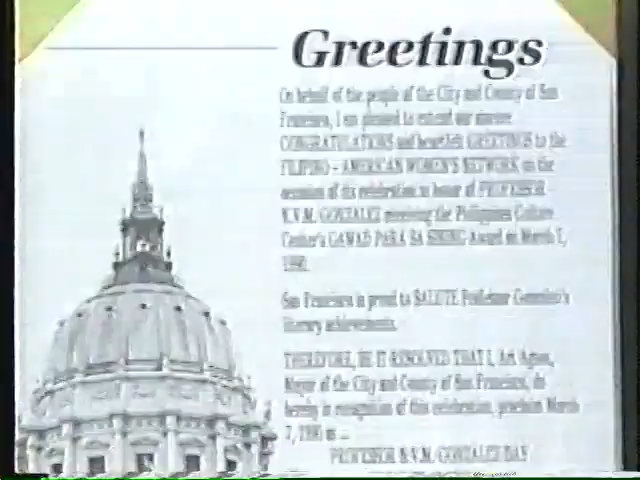 Greetings
On behalf of the people of the City and County of San
Francisco, I am pleased to extend our sincere
CONGRATULATIONS and heartfelt GREETINGS to the
FILIPINO - AMERICAN WOMEN'S NETWORK on the
occasion of its celebration in honor of PROFESSOR
N.V.M. GONZALEZ receiving the Philippines Culture
Center's GAWAD PARA SA SINING Award on March 7,
1990.
San Francisco is proud to SALUTE Professor Gonzalez's
literary achievements.
THEREFORE, BE IT RESOLVED THAT I, Art Agnos,
Mayor of the City and County of San Francisco, do
hereby in recognition of this celebration, proclaim March
7, 1990 as ...
PROFESSOR N.V.M. GONZALEZ DAY